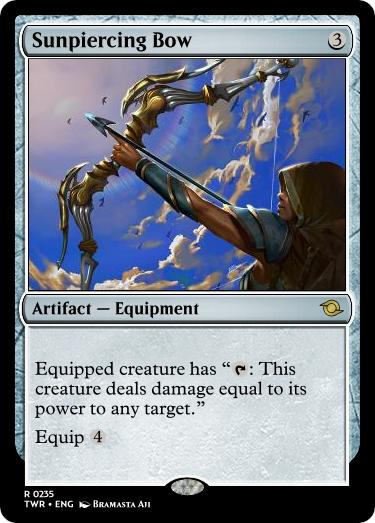 Sunpiercing Bow 3
Artifact — Equipment
Equipped creature has “: This
creature deals damage equal to its
power to any target.”
Equip 4
R 0235
TWR • ENG Bramasta Aji